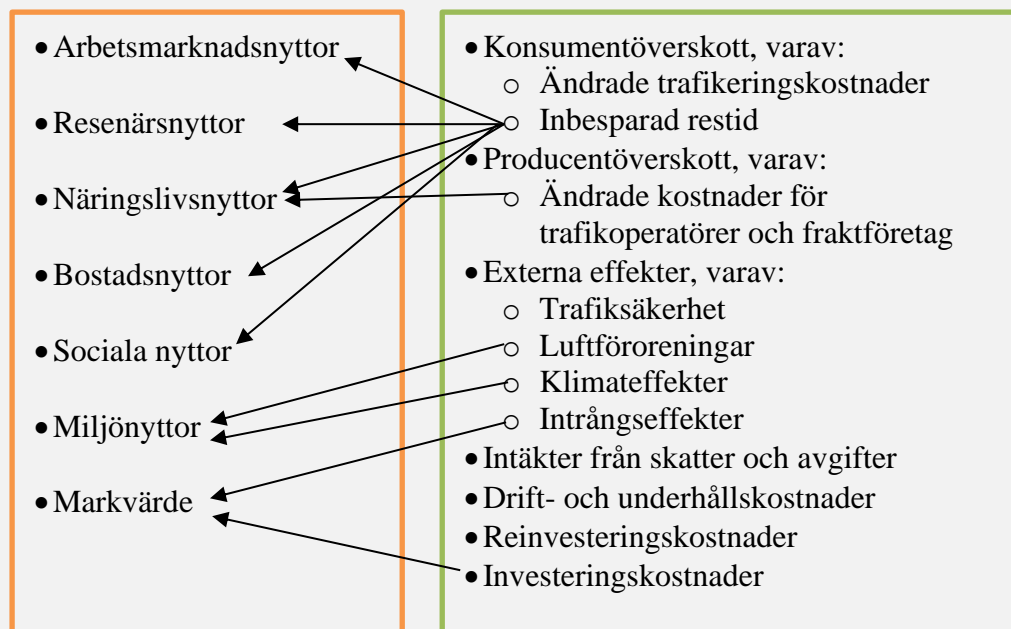 • Arbetsmarknadsnyttor
• Resenärsnyttor
• Näringslivsnyttor
• Bostadsnyttor
• Sociala nyttor
• Miljönyttor
• Markvärde
• Konsumentöverskott, varav:
o Ändrade trafikeringskostnader
o Inbesparad restid
• Producentöverskott, varav:
o Ändrade kostnader för
trafikoperatörer och fraktföretag
• Externa effekter, varav:
o Trafiksäkerhet
o Luftföroreningar
o Klimateffekter
o Intrångseffekter
• Intäkter från skatter och avgifter
• Drift- och underhållskostnader
• Reinvesteringskostnader
• Investeringskostnader